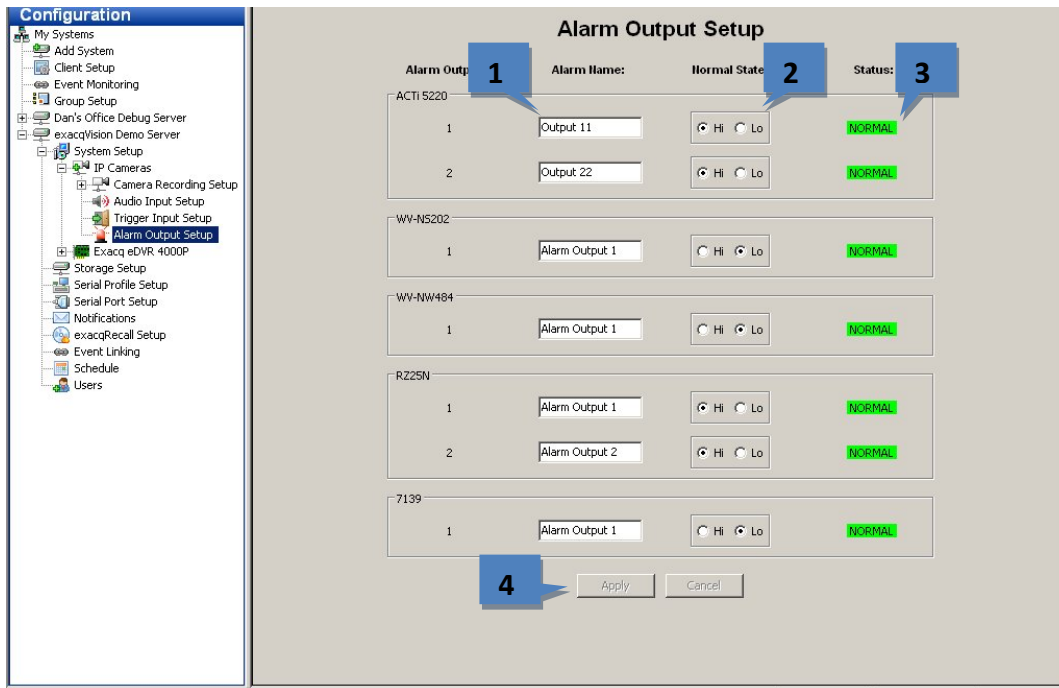 Configuration
My Systems
Add System
Client Setup
Event Monitoring
Group Setup
Dan's Office Debug Server
exacqVision Demo Server
System Setup
IP Cameras
Camera Recording Setup
Audio Input Setup
Trigger Input Setup
Alarm Output Setup
Exacq eDVR 4000P
Storage Setup
Serial Profile Setup
Serial Port Setup
Notifications
exacqRecall Setup
Event Linking
Schedule
Users
Alarm Output Setup
Alarm Outp 1 Alarm Name: Normal State 2 Status: 3
ACTi 5220
1 Output 11 Hi Lo NORMAL
2 Output 22 Hi Lo NORMAL
WV-NS202
1 Alarm Output 1 Hi Lo NORMAL
WV-NW484
1 Alarm Output 1 Hi Lo NORMAL
RZ25N
1 Alarm Output 1 Hi Lo NORMAL
2 Alarm Output 2 Hi Lo NORMAL
7139
1 Alarm Output 1 Hi Lo NORMAL
4 Apply Cancel